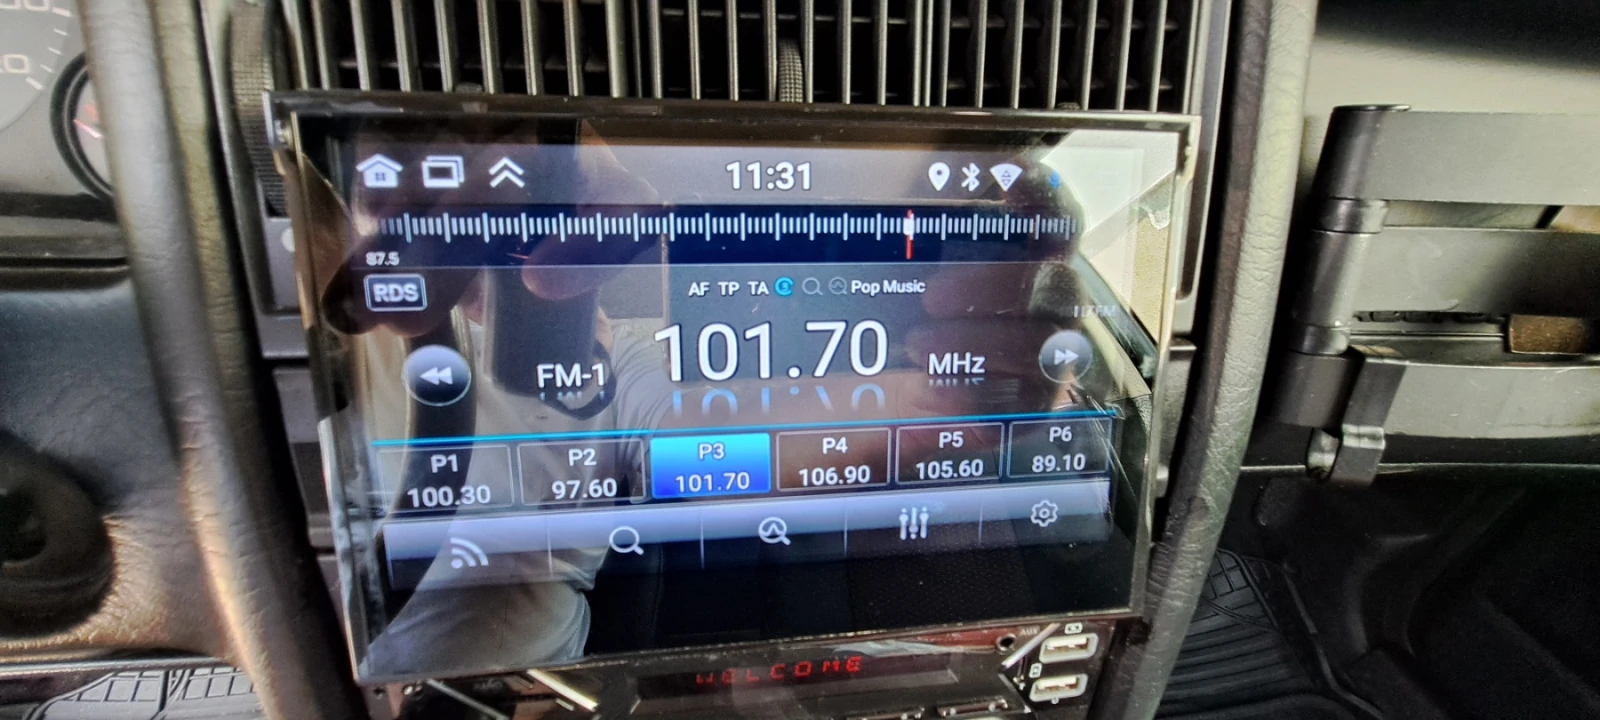 11:31
87.5
RDS
AF TP TA Pop Music
FM-1 101.70 MHz
P1 P2 P3 P4 P5 P6
100.30 97.60 101.70 106.90 105.60 89.10
AUX
WELCOME